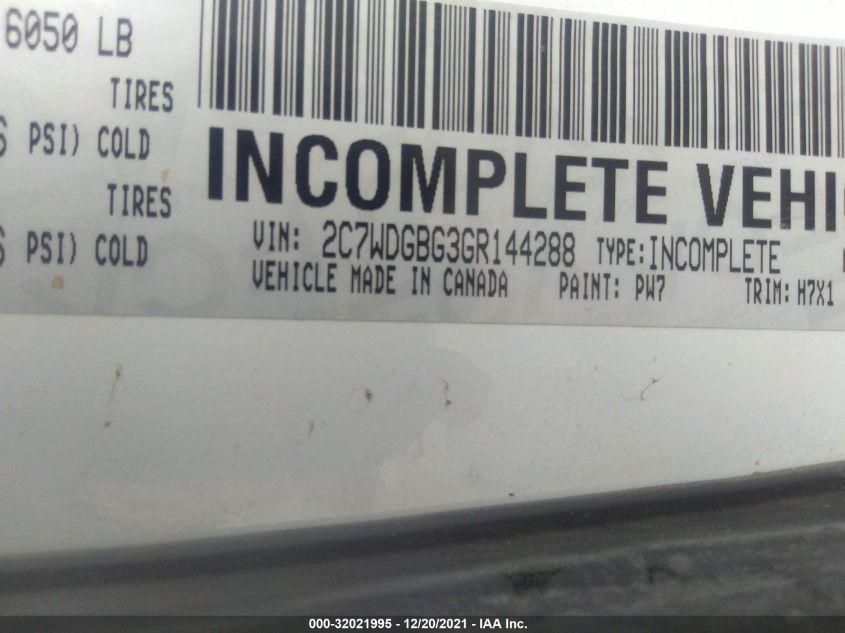 6050 LB
TIRES
PSI) COLD
TIRES
PSI) COLD
INCOMPLETE VEHI
VIN: 2C7WDGBG3GR144288 TYPE: INCOMPLETE
VEHICLE MADE IN CANADA PAINT: PW7 TRIM: H7X1
000-32021995 - 12/20/2021 - IAA Inc.